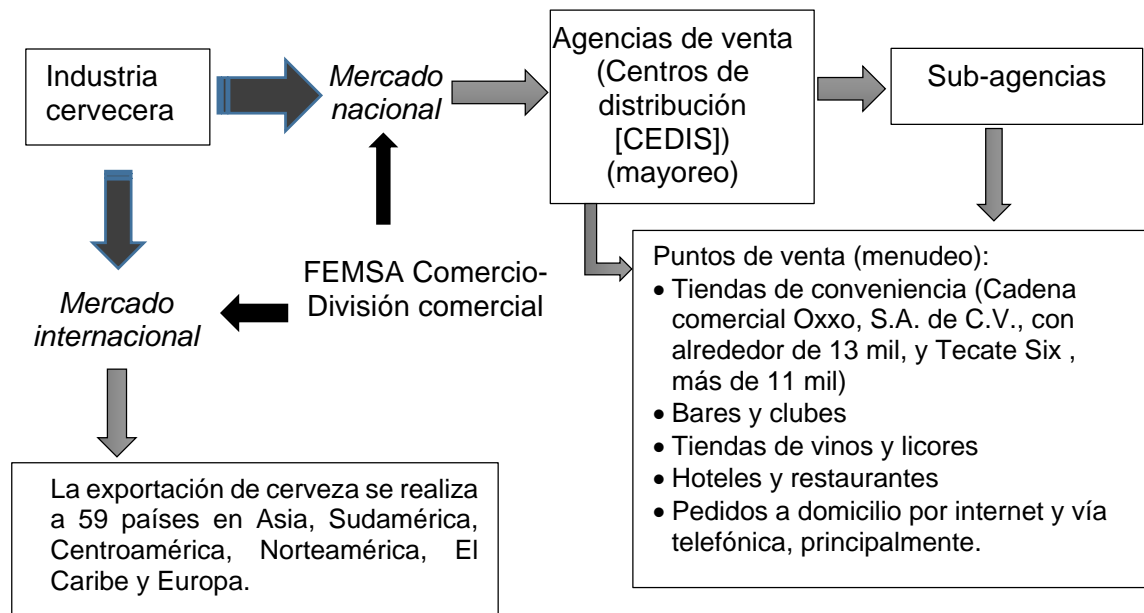 Industria
cervecera
Mercado
nacional
Agencias de venta
(Centros de
distribución
[CEDIS])
(mayoreo)
Sub-agencias
FEMSA Comercio-
División comercial
Mercado
internacional
La exportación de cerveza se realiza
a 59 países en Asia, Sudamérica,
Centroamérica, Norteamérica, El
Caribe y Europa.
Puntos de venta (menudeo):
• Tiendas de conveniencia (Cadena
comercial Oxxo, S.A. de C.V., con
alrededor de 13 mil, y Tecate Six ,
más de 11 mil)
• Bares y clubes
• Tiendas de vinos y licores
• Hoteles y restaurantes
• Pedidos a domicilio por internet y vía
telefónica, principalmente.